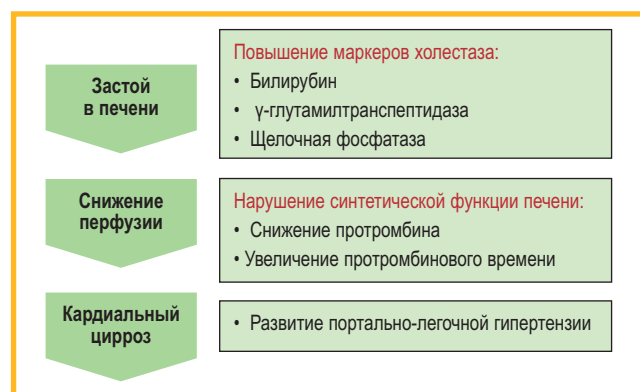 Застой
в печени
Повышение маркеров холестаза:
• Билирубин
• γ-глутамилтранспептидаза
• Щелочная фосфатаза
Снижение
перфузии
Нарушение синтетической функции печени:
• Снижение протромбина
• Увеличение протромбинового времени
Кардиальный
цирроз
• Развитие портально-легочной гипертензии